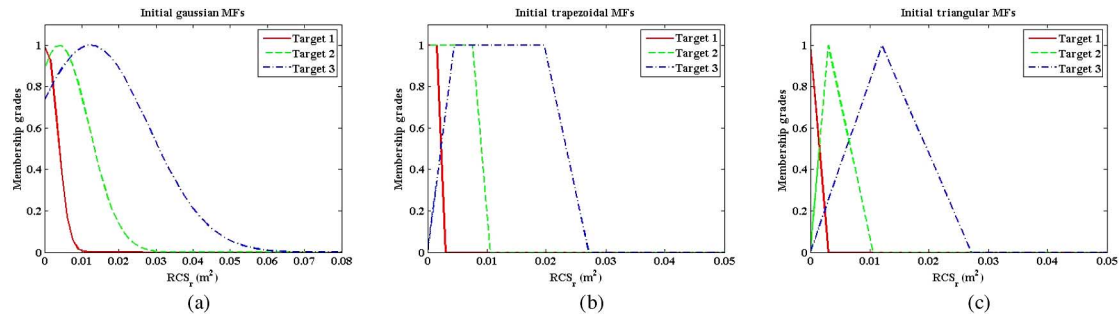 Initial gaussian MFs
Membership grades
1
0.8
0.6
0.4
0.2
0
0 0.01 0.02 0.03 0.04 0.05 0.06 0.07 0.08
RCS_r (m²)
Target 1
Target 2
Target 3
(a)
Initial trapezoidal MFs
Membership grades
1
0.8
0.6
0.4
0.2
0
0 0.01 0.02 0.03 0.04 0.05
RCS_r (m²)
Target 1
Target 2
Target 3
(b)
Initial triangular MFs
Membership grades
1
0.8
0.6
0.4
0.2
0
0 0.01 0.02 0.03 0.04 0.05
RCS_r (m²)
Target 1
Target 2
Target 3
(c)